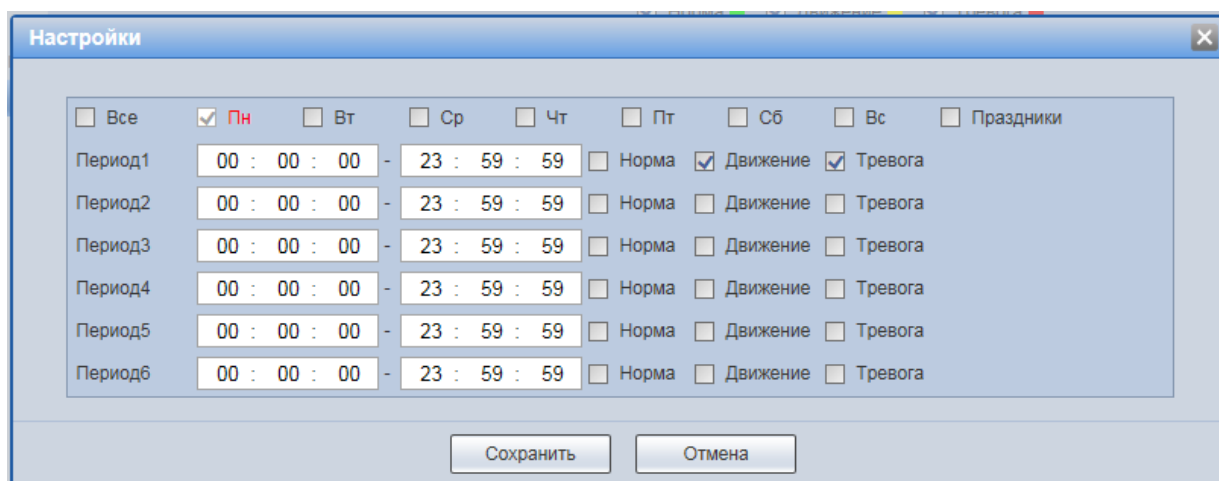 Норма Движение Тревога
Настройки
Все Пн Вт Ср Чт Пт Сб Вс Праздники
Период1 00 : 00 : 00 - 23 : 59 : 59 Норма Движение Тревога
Период2 00 : 00 : 00 - 23 : 59 : 59 Норма Движение Тревога
Период3 00 : 00 : 00 - 23 : 59 : 59 Норма Движение Тревога
Период4 00 : 00 : 00 - 23 : 59 : 59 Норма Движение Тревога
Период5 00 : 00 : 00 - 23 : 59 : 59 Норма Движение Тревога
Период6 00 : 00 : 00 - 23 : 59 : 59 Норма Движение Тревога
Сохранить Отмена